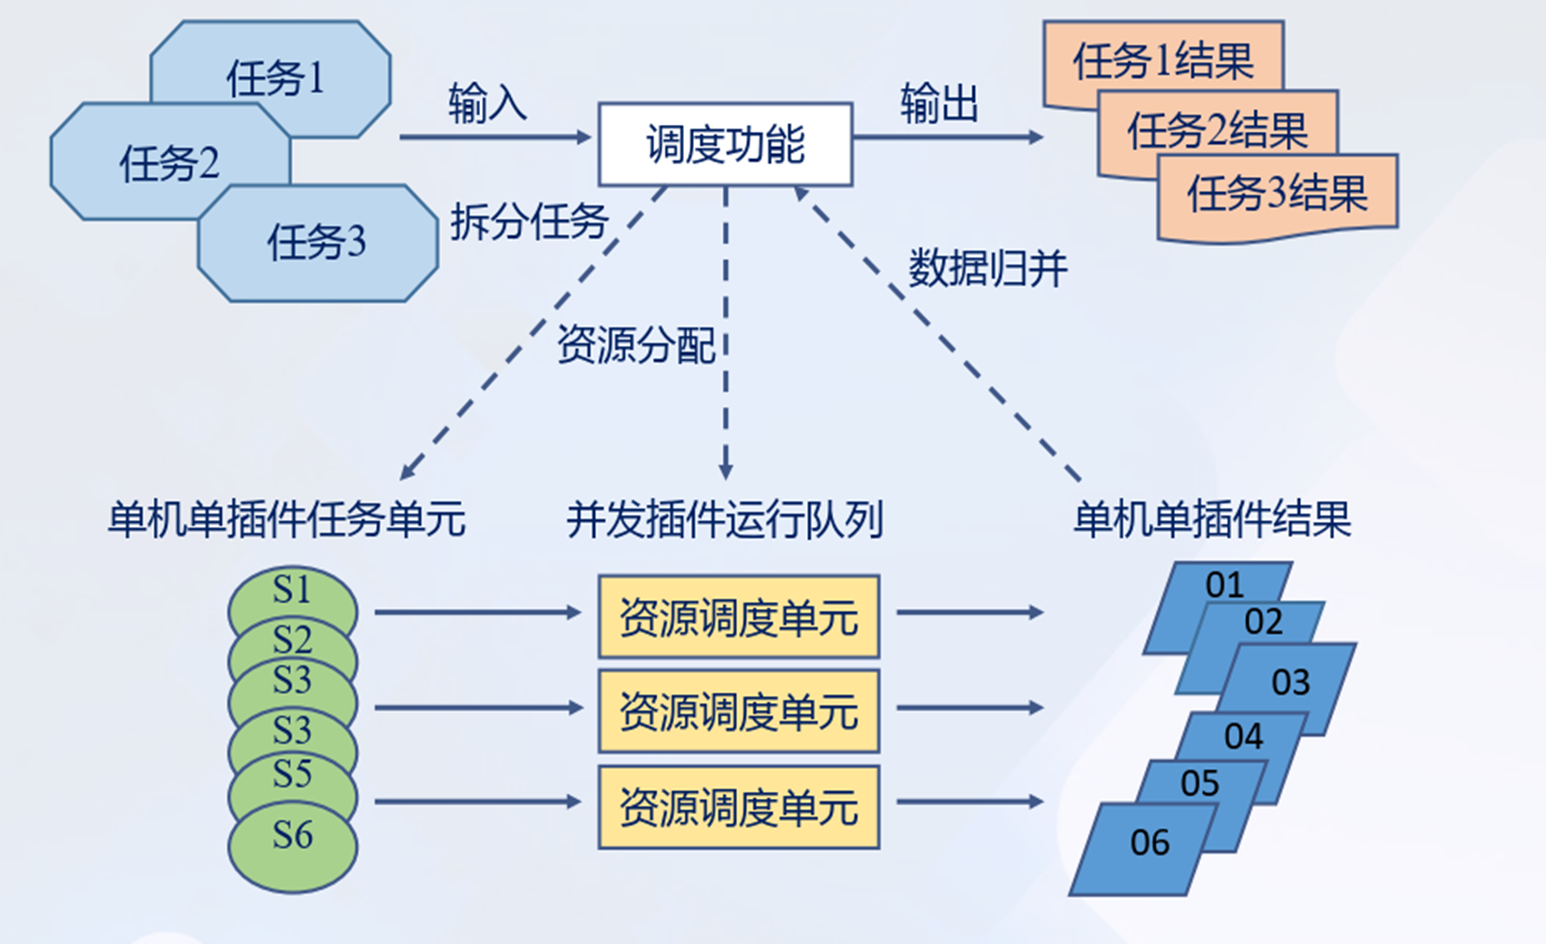 任务1
任务2
任务3
输入
调度功能
输出
任务1结果
任务2结果
任务3结果
拆分任务
资源分配
数据归并
单机单插件任务单元
并发插件运行队列
单机单插件结果
S1
S2
S3
S3
S5
S6
资源调度单元
资源调度单元
资源调度单元
01
02
03
04
05
06